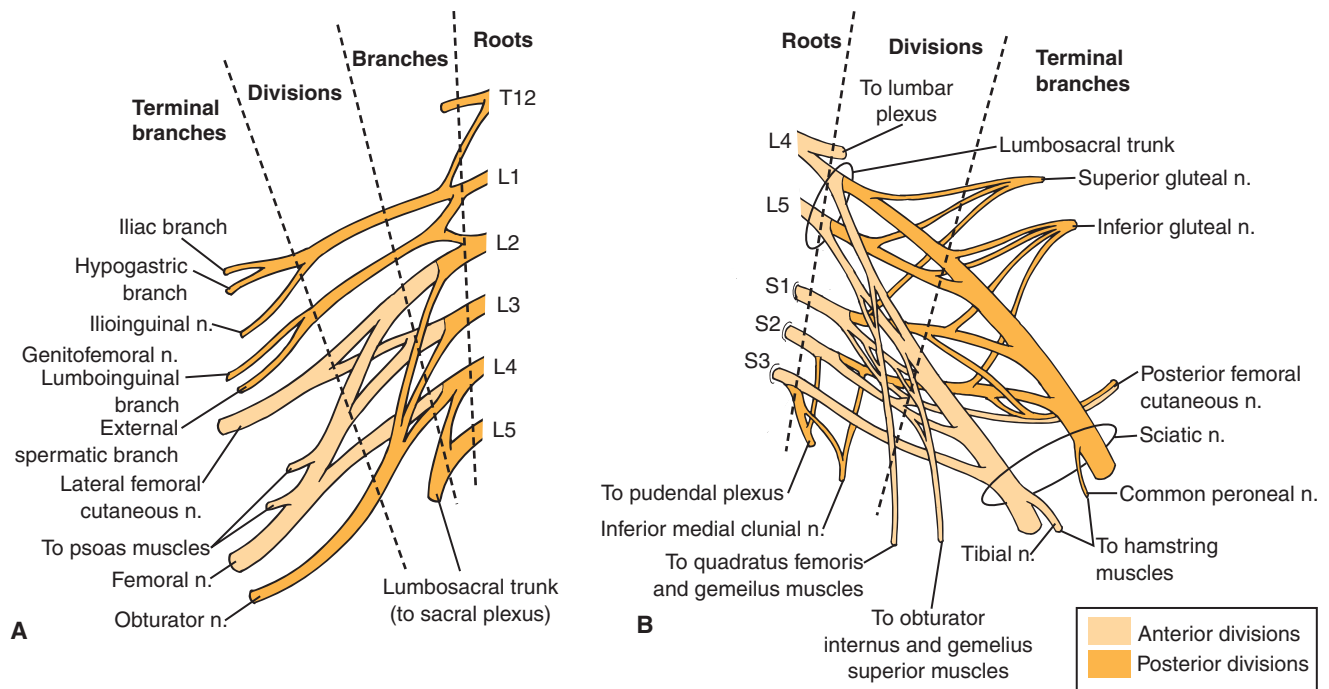 Roots
Branches
Divisions
Terminal
branches
T12
L1
L2
L3
L4
L5
Iliac branch
Hypogastric
branch
Ilioinguinal n.
Genitofemoral n.
Lumboinguinal
branch
External
spermatic branch
Lateral femoral
cutaneous n.
To psoas muscles
Femoral n.
Obturator n.
Lumbosacral trunk
(to sacral plexus)
A
Roots
Divisions
Terminal
branches
To lumbar
plexus
L4
Lumbosacral trunk
Superior gluteal n.
L5
Inferior gluteal n.
S1
S2
S3
Posterior femoral
cutaneous n.
Sciatic n.
To pudendal plexus
Common peroneal n.
Inferior medial clunial n.
Tibial n.
To hamstring
muscles
To quadratus femoris
and gemeilus muscles
To obturator
internus and gemelius
superior muscles
B
Anterior divisions
Posterior divisions